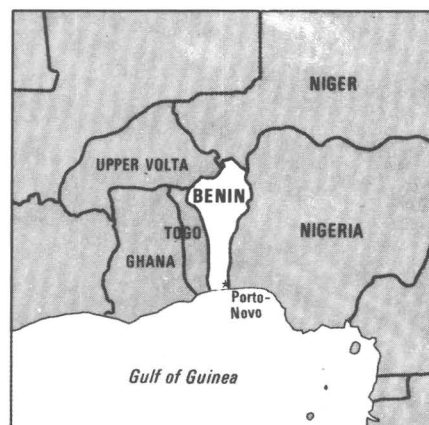 NIGER
UPPER VOLTA
BENIN
TOGO
NIGERIA
GHANA
Porto-
Novo
Gulf of Guinea